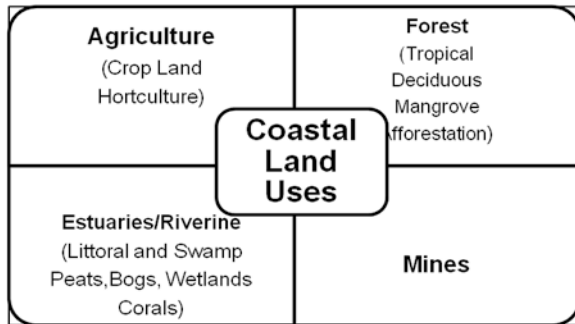 Agriculture
(Crop Land
Hortculture)
Forest
(Tropical
Deciduous
Mangrove
Afforestation)
Coastal
Land
Uses
Estuaries/Riverine
(Littoral and Swamp
Peats,Bogs, Wetlands
Corals)
Mines